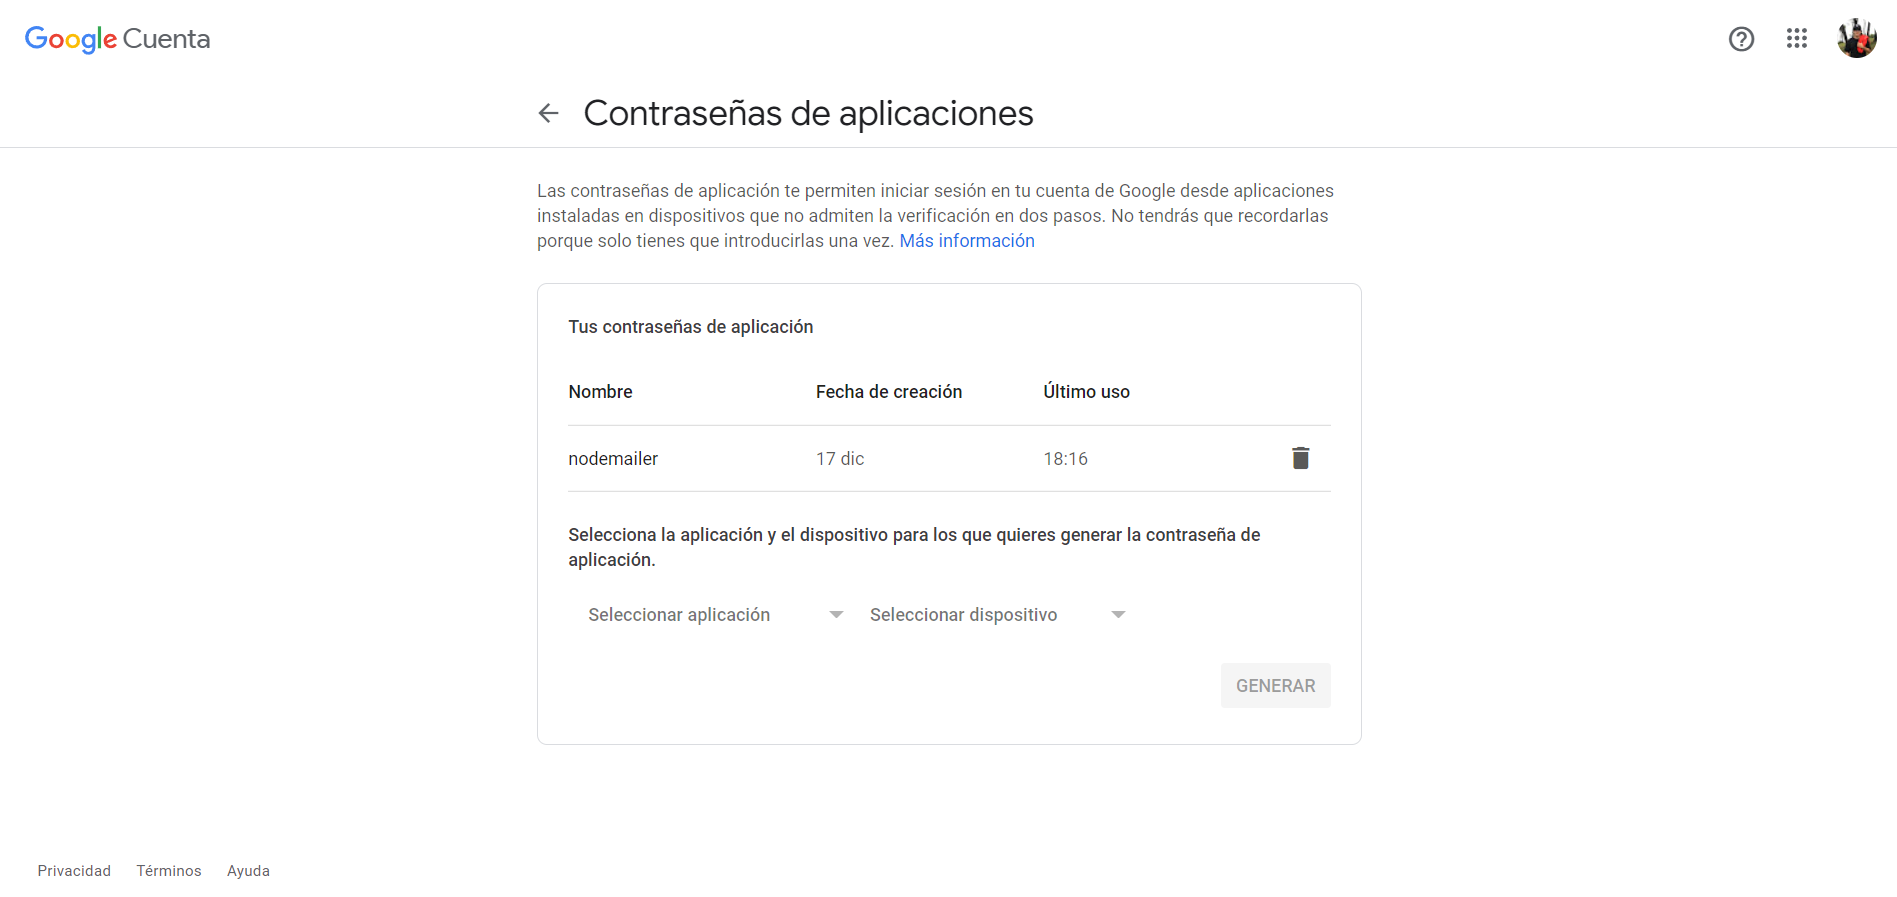 Google Cuenta
Contraseñas de aplicaciones
Las contraseñas de aplicación te permiten iniciar sesión en tu cuenta de Google desde aplicaciones
instaladas en dispositivos que no admiten la verificación en dos pasos. No tendrás que recordarlas
porque solo tienes que introducirlas una vez. Más información
Tus contraseñas de aplicación
Nombre Fecha de creación Último uso
nodemailer 17 dic 18:16
Selecciona la aplicación y el dispositivo para los que quieres generar la contraseña de
aplicación.
Seleccionar aplicación Seleccionar dispositivo
GENERAR
Privacidad Términos Ayuda